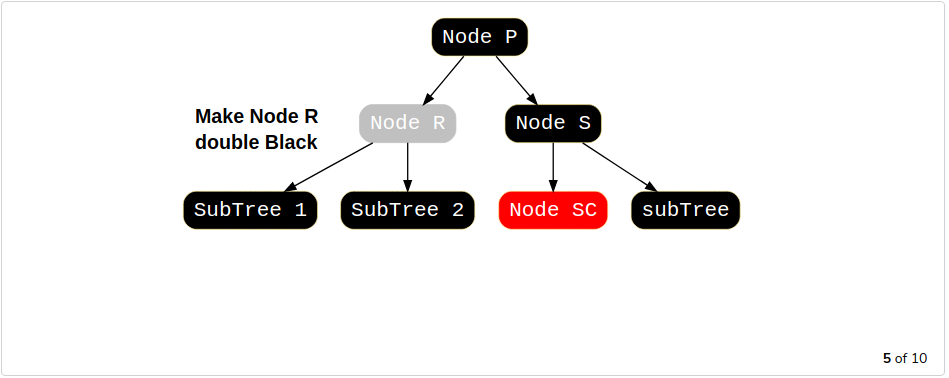 Node P
Make Node R
double Black
Node R
Node S
SubTree 1
SubTree 2
Node SC
subTree
5 of 10